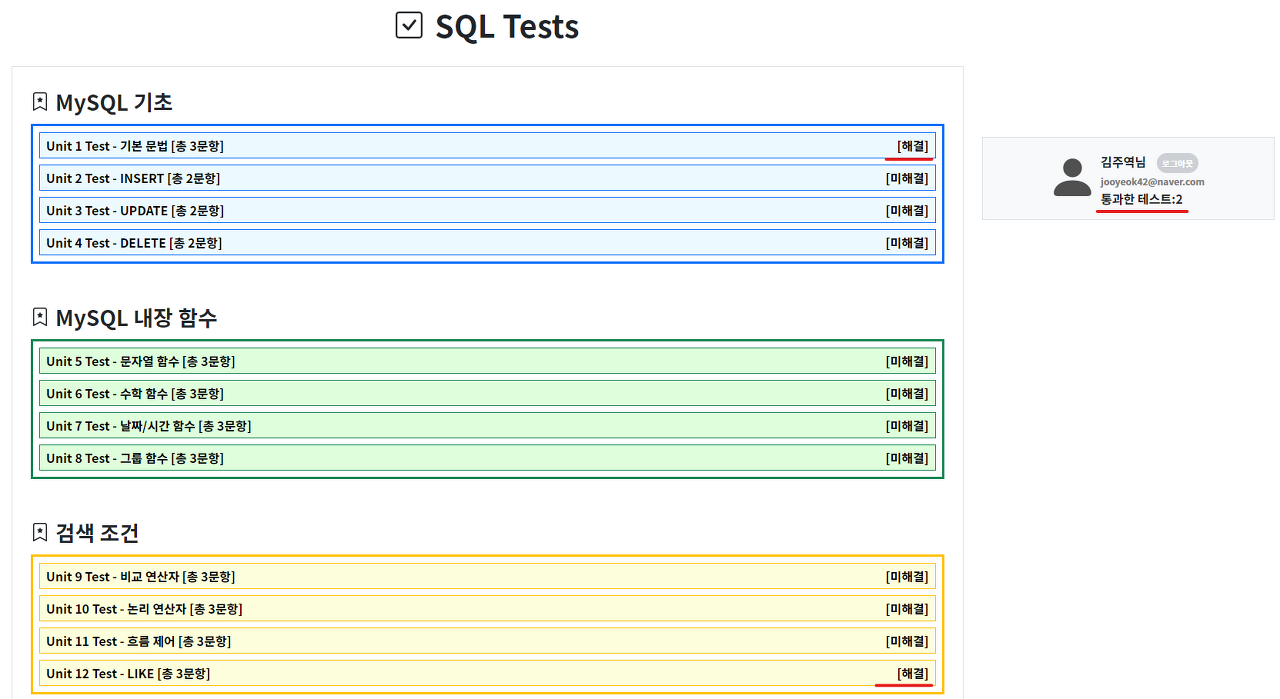 SQL Tests
MySQL 기초
Unit 1 Test - 기본 문법 [총 3문항] [해결]
Unit 2 Test - INSERT [총 2문항] [미해결]
Unit 3 Test - UPDATE [총 2문항] [미해결]
Unit 4 Test - DELETE [총 2문항] [미해결]
김주역님 로그아웃
jooyeok42@naver.com
통과한 테스트:2
MySQL 내장 함수
Unit 5 Test - 문자열 함수 [총 3문항] [미해결]
Unit 6 Test - 수학 함수 [총 3문항] [미해결]
Unit 7 Test - 날짜/시간 함수 [총 3문항] [미해결]
Unit 8 Test - 그룹 함수 [총 3문항] [미해결]
검색 조건
Unit 9 Test - 비교 연산자 [총 3문항] [미해결]
Unit 10 Test - 논리 연산자 [총 3문항] [미해결]
Unit 11 Test - 흐름 제어 [총 3문항] [미해결]
Unit 12 Test - LIKE [총 3문항] [해결]